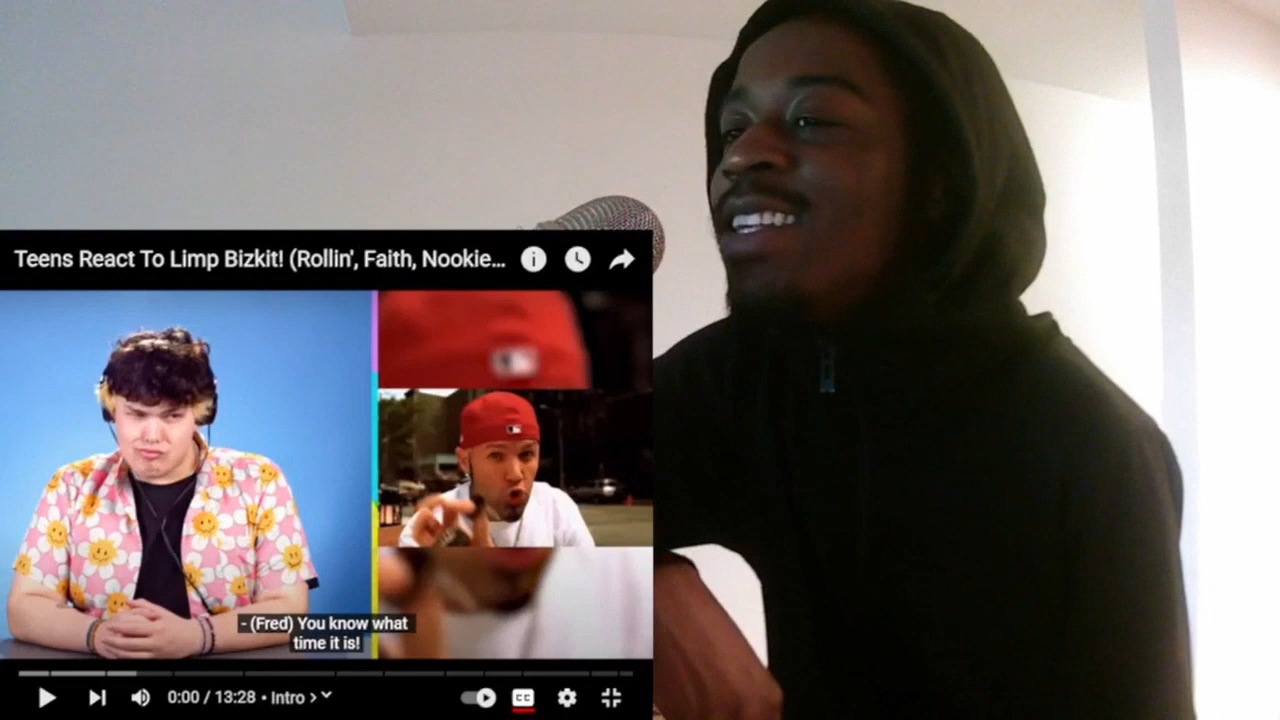 Teens React To Limp Bizkit! (Rollin', Faith, Nookie...
- (Fred) You know what
time it is!
0:00 / 13:28 • Intro >
CC